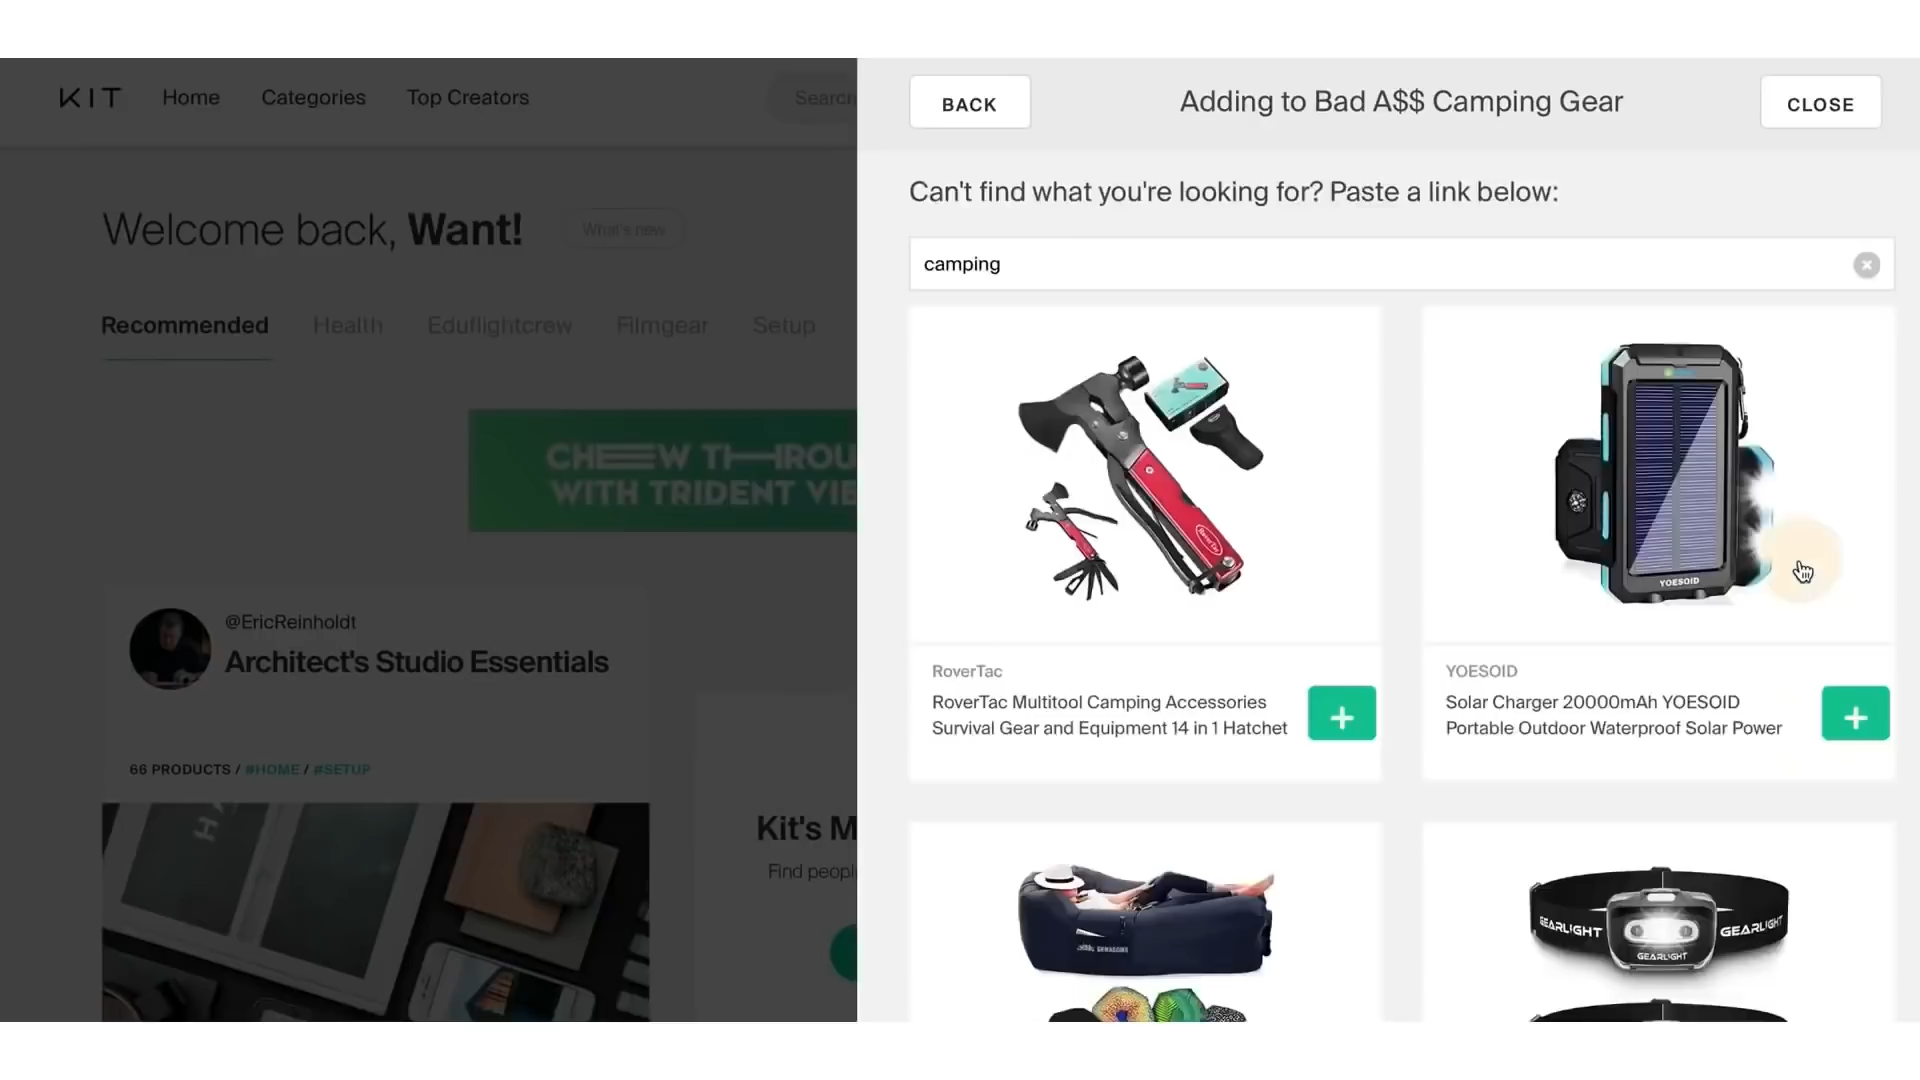 KIT
Home
Categories
Top Creators
BACK
Adding to Bad A$$ Camping Gear
CLOSE
Can't find what you're looking for? Paste a link below:
Welcome back, Want!
What's new
camping
Recommended
Health
Eduflightcrew
Filmgear
Setup
WITH TRIDENT
YOESOID
@EricReinholdt
Architect's Studio Essentials
RoverTac
RoverTac Multitool Camping Accessories
Survival Gear and Equipment 14 in 1 Hatchet
+
YOESOID
Solar Charger 20000mAh YOESOID
Portable Outdoor Waterproof Solar Power
+
66 PRODUCTS / #HOME / #SETUP
Kit's
Find
GEARLIGHT
GEARLIGHT
GEARLIGHT